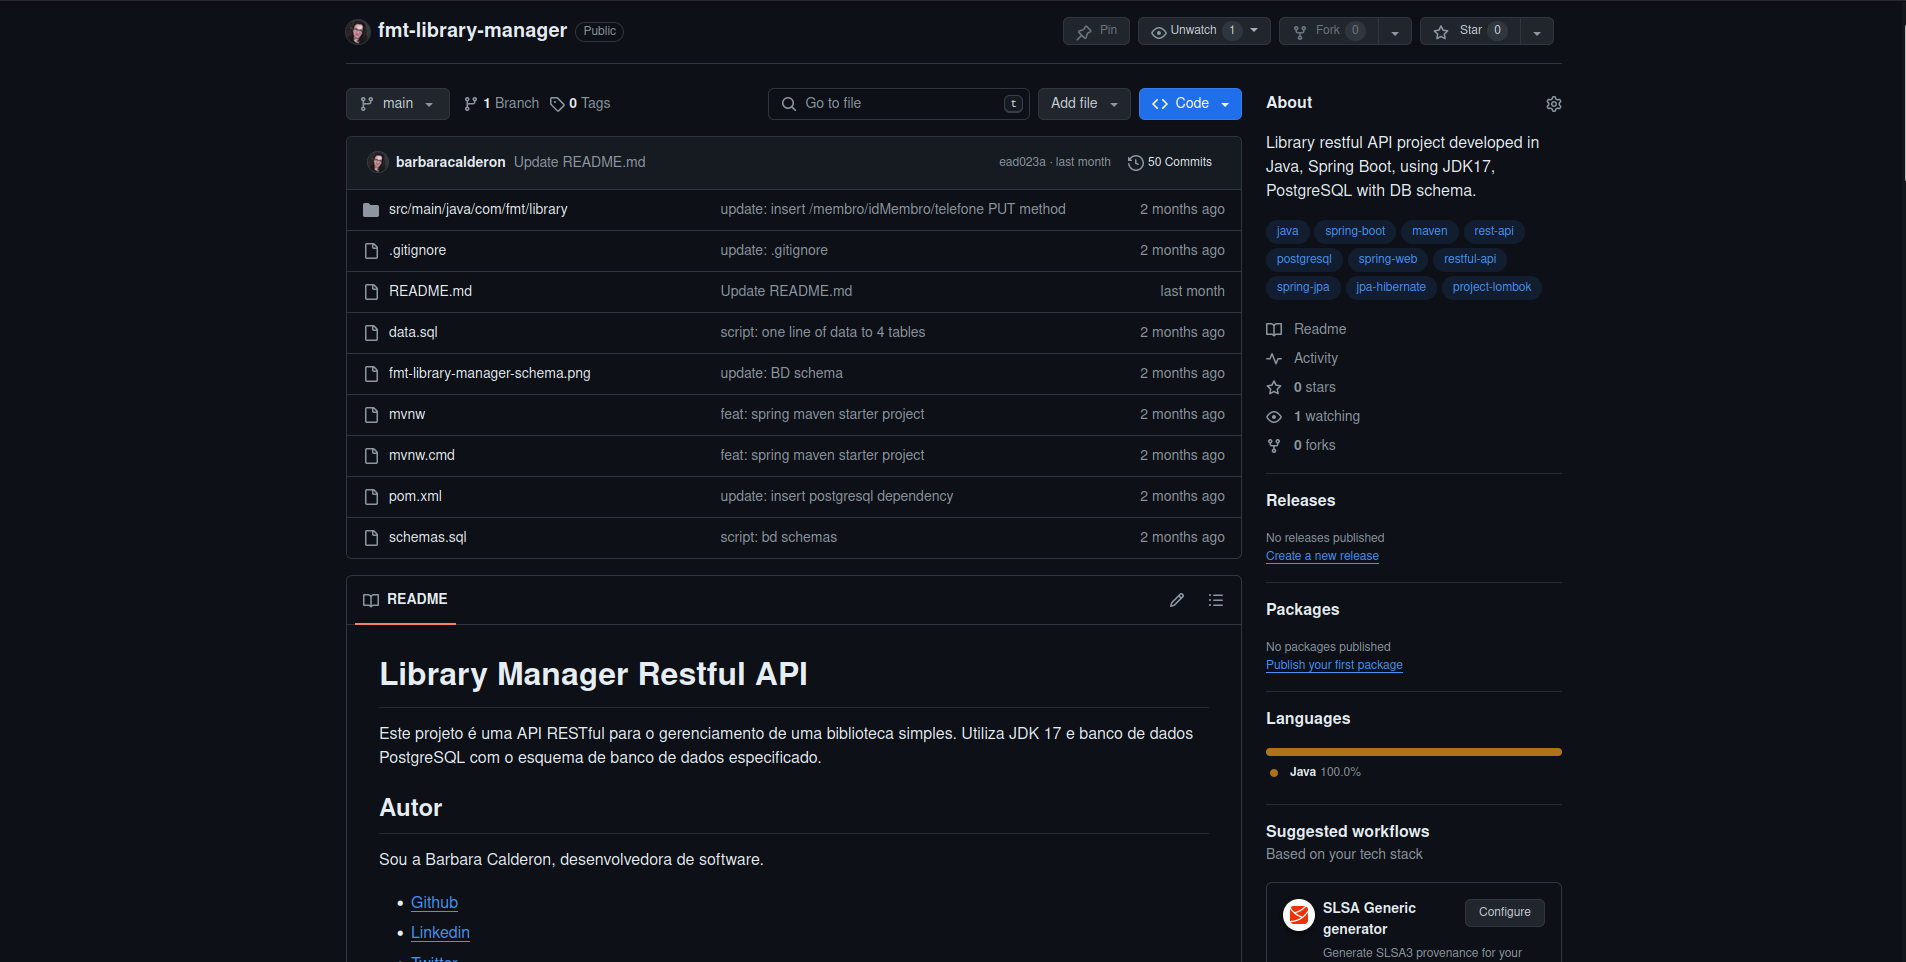 fmt-library-manager Public
Pin Unwatch 1 Fork 0 Star 0
main 1 Branch 0 Tags Go to file t Add file Code
barbaracalderon Update README.md ead023a · last month 50 Commits
src/main/java/com/fmt/library update: insert /membro/idMembro/telefone PUT method 2 months ago
.gitignore update: .gitignore 2 months ago
README.md Update README.md last month
data.sql script: one line of data to 4 tables 2 months ago
fmt-library-manager-schema.png update: BD schema 2 months ago
mvnw feat: spring maven starter project 2 months ago
mvnw.cmd feat: spring maven starter project 2 months ago
pom.xml update: insert postgresql dependency 2 months ago
schemas.sql script: bd schemas 2 months ago
README
Library Manager Restful API
Este projeto é uma API RESTful para o gerenciamento de uma biblioteca simples. Utiliza JDK 17 e banco de dados
PostgreSQL com o esquema de banco de dados especificado.
Autor
Sou a Barbara Calderon, desenvolvedora de software.
Github
Linkedin
Twitter
About
Library restful API project developed in
Java, Spring Boot, using JDK17,
PostgreSQL with DB schema.
java spring-boot maven rest-api
postgresql spring-web restful-api
spring-jpa jpa-hibernate project-lombok
Readme
Activity
0 stars
1 watching
0 forks
Releases
No releases published
Create a new release
Packages
No packages published
Publish your first package
Languages
Java 100.0%
Suggested workflows
Based on your tech stack
SLSA Generic
generator
Configure
Generate SLSA3 provenance for your